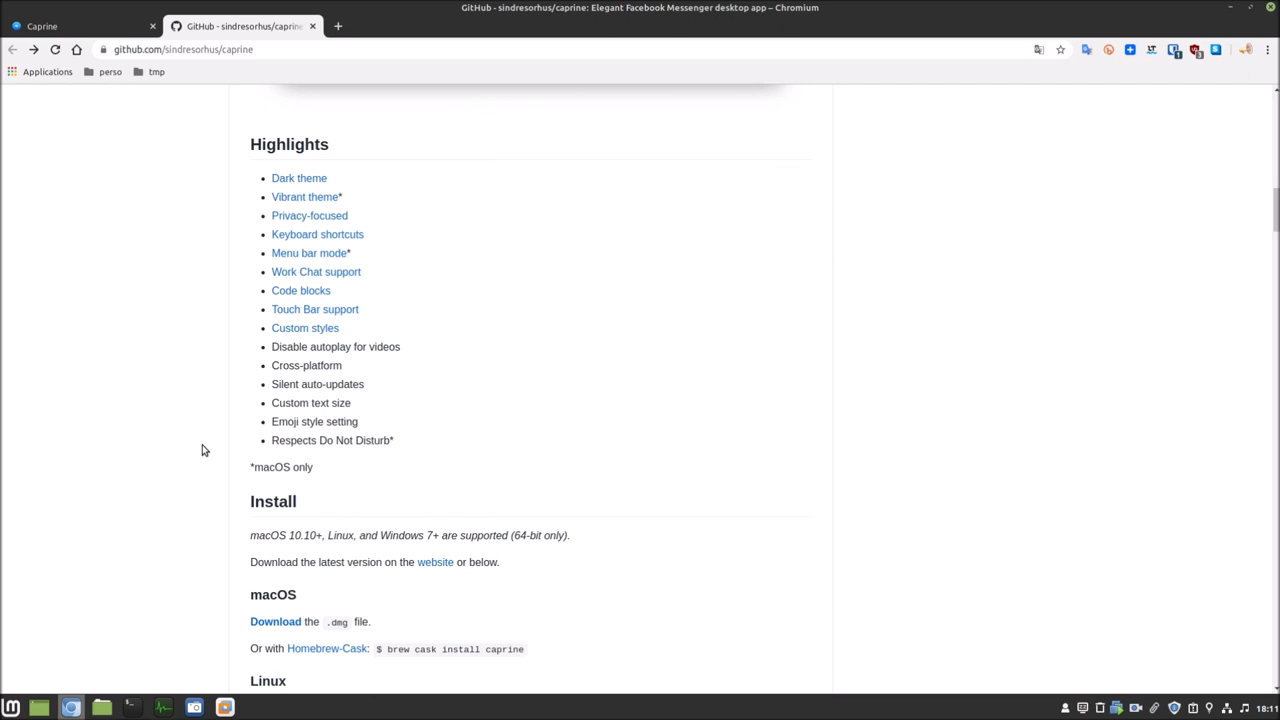 GitHub - sindresorhus/caprine: Elegant Facebook Messenger desktop app – Chromium
Caprine
GitHub - sindresorhus/caprine
github.com/sindresorhus/caprine
Applications
perso
tmp
Highlights
Dark theme
Vibrant theme*
Privacy-focused
Keyboard shortcuts
Menu bar mode*
Work Chat support
Code blocks
Touch Bar support
Custom styles
Disable autoplay for videos
Cross-platform
Silent auto-updates
Custom text size
Emoji style setting
Respects Do Not Disturb*
*macOS only
Install
macOS 10.10+, Linux, and Windows 7+ are supported (64-bit only).
Download the latest version on the website or below.
macOS
Download the .dmg file.
Or with Homebrew-Cask: $ brew cask install caprine
Linux
18:11